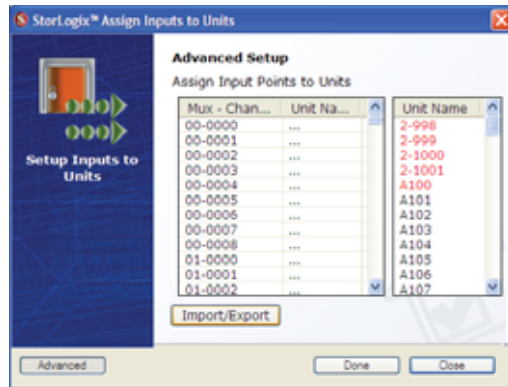 StorLogix™ Assign Inputs to Units
Setup Inputs to
Units
Advanced Setup
Assign Input Points to Units
Mux - Chan... Unit Na...
00-0000 ...
00-0001 ...
00-0002 ...
00-0003 ...
00-0004 ...
00-0005 ...
00-0006 ...
00-0007 ...
00-0008 ...
01-0000 ...
01-0001 ...
01-0002 ...
Unit Name
2-998
2-999
2-1000
2-1001
A100
A101
A102
A103
A104
A105
A106
A107
Import/Export
Advanced
Done
Close